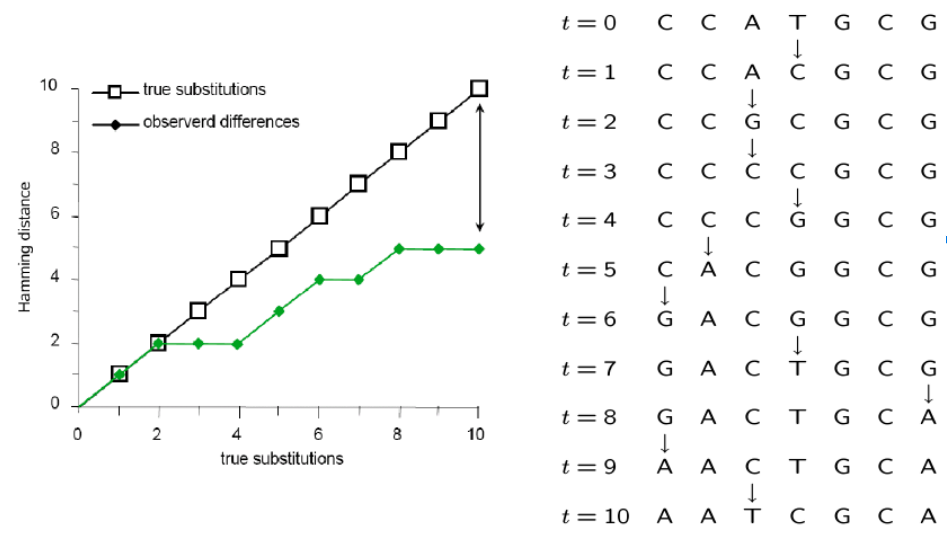 10
8
6
4
2
0
Hamming distance
true substitutions
observerd differences
0 2 4 6 8 10
true substitutions
t = 0 C C A T G C G
↓
t = 1 C C A C G C G
↓
t = 2 C C G C G C G
↓
t = 3 C C C C G C G
↓
t = 4 C C C G G C G
↓
t = 5 C A C G G C G
↓
t = 6 G A C G G C G
↓
t = 7 G A C T G C G
↓
t = 8 G A C T G C A
↓
t = 9 A A C T G C A
↓
t = 10 A A T C G C A